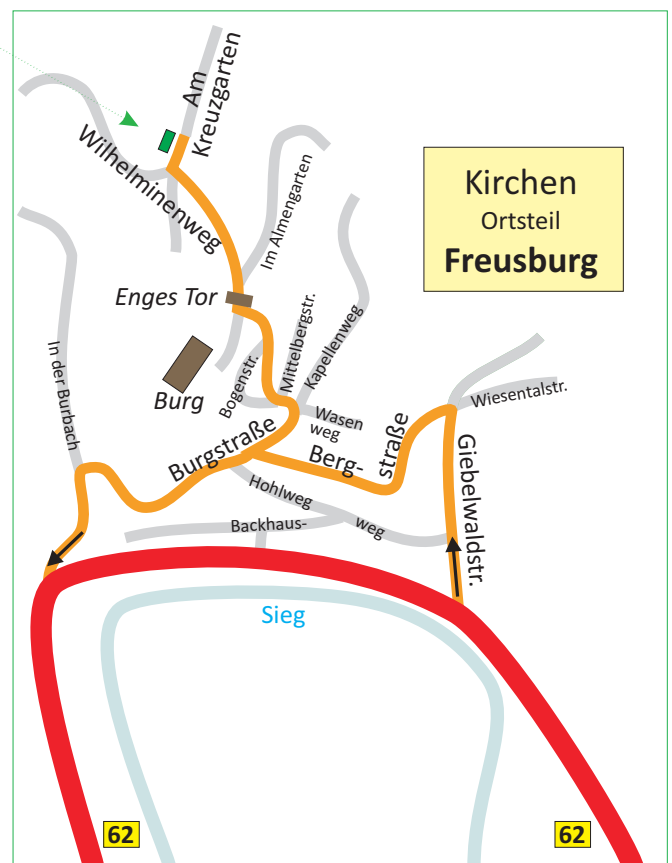 Am
Kreuzgarten
Wilhelminenweg
Im Almengarten
Kirchen
Ortsteil
Freusburg
Enges Tor
Mittelbergstr.
Kapellenweg
In der Burbach
Burg
Bogenstr.
Wasen
weg
Wiesentalstr.
Burgstraße
Berg-
straße
Giebelwaldstr.
Hohlweg
Backhaus-
weg
Sieg
62
62